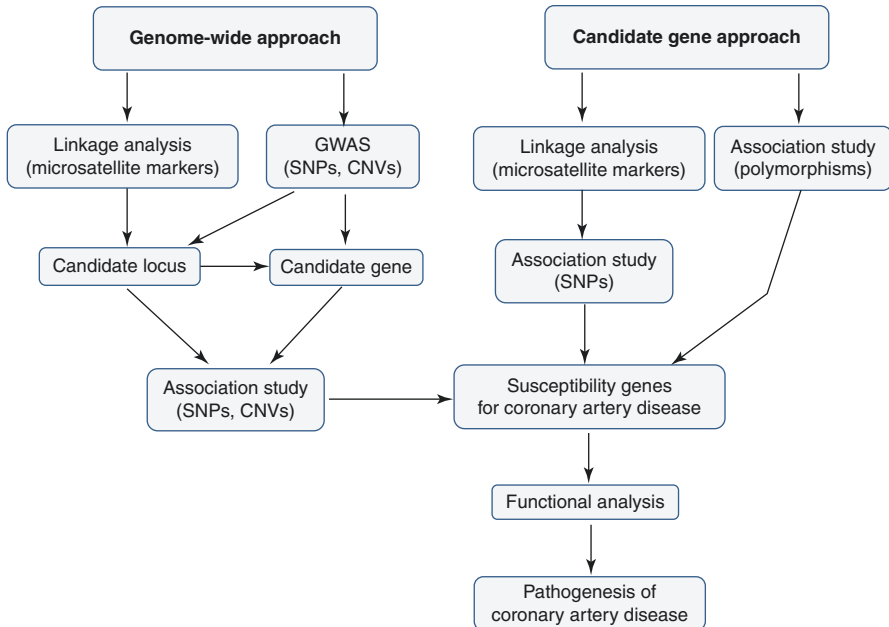 Genome-wide approach
Candidate gene approach
Linkage analysis
(microsatellite markers)
GWAS
(SNPs, CNVs)
Linkage analysis
(microsatellite markers)
Association study
(polymorphisms)
Candidate locus
Candidate gene
Association study
(SNPs)
Association study
(SNPs, CNVs)
Susceptibility genes
for coronary artery disease
Functional analysis
Pathogenesis of
coronary artery disease